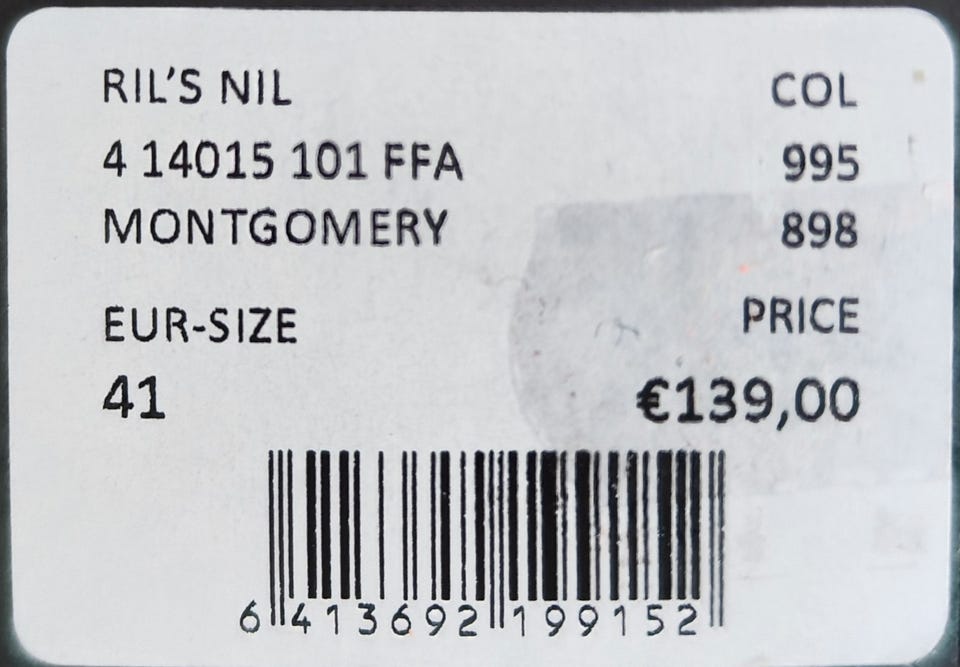 RIL'S NIL COL
4 14015 101 FFA 995
MONTGOMERY 898
EUR-SIZE PRICE
41 €139,00
6 413692 199152